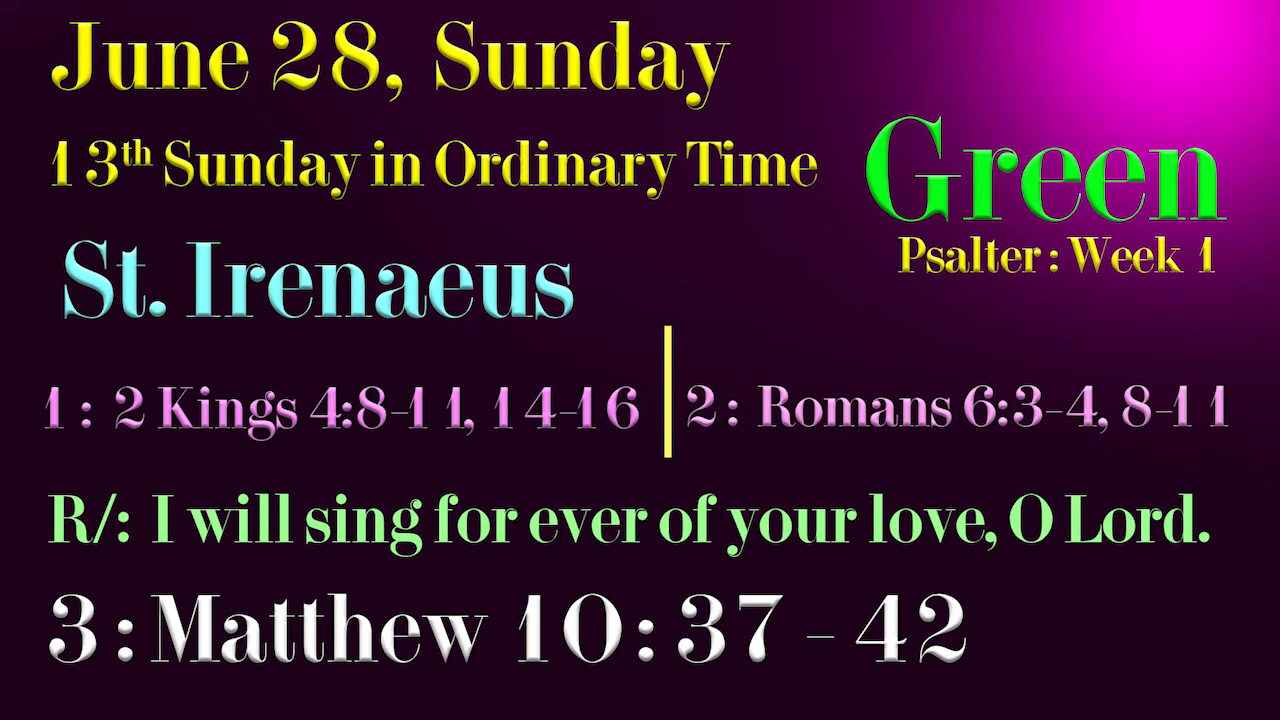 June 28, Sunday
13th Sunday in Ordinary Time
Green
Psalter : Week 1
St. Irenaeus
1 : 2 Kings 4:8-11, 14-16
2 : Romans 6:3-4, 8-11
R/: I will sing for ever of your love, O Lord.
3 : Matthew 10 : 37 - 42